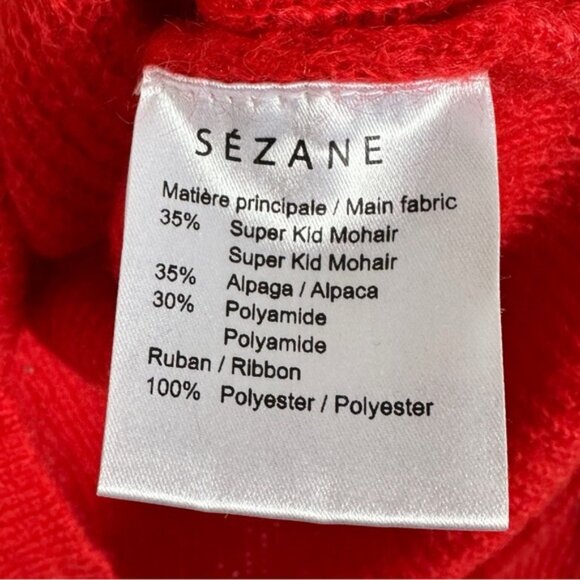 SÉZANE
Matière principale / Main fabric
35% Super Kid Mohair
Super Kid Mohair
35% Alpaga / Alpaca
30% Polyamide
Polyamide
Ruban / Ribbon
100% Polyester / Polyester